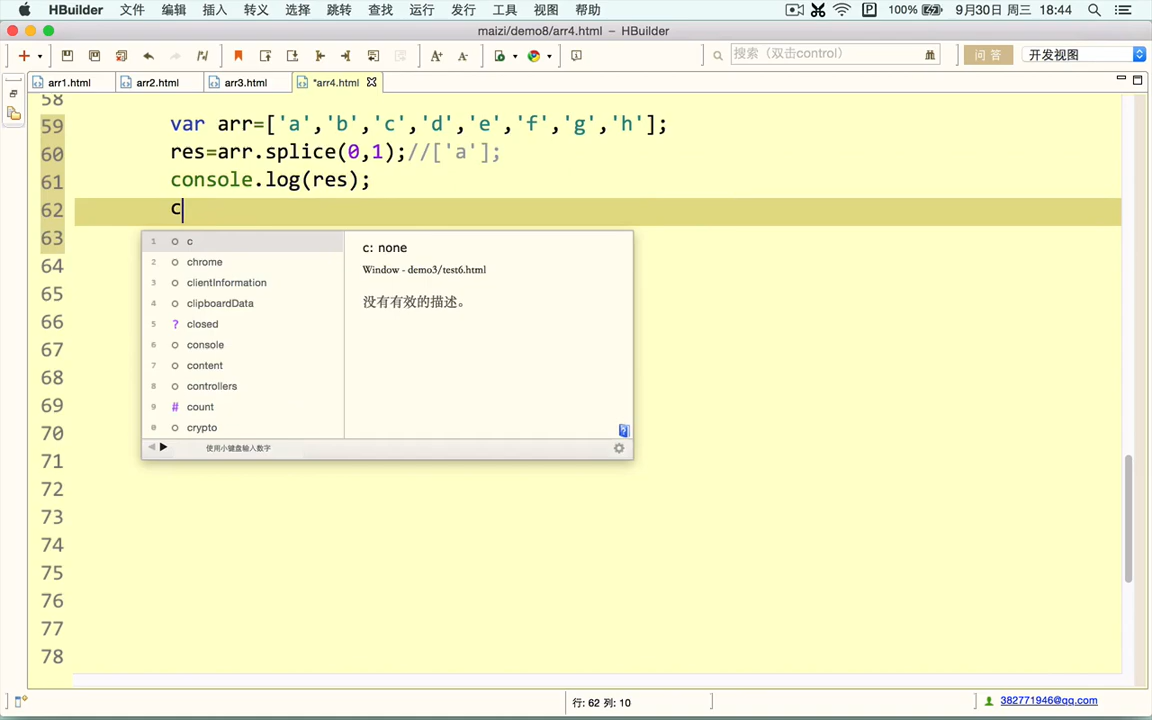 HBuilder 文件 编辑 插入 转义 选择 跳转 查找 运行 发行 工具 视图 帮助 100% 9月30日 周三 18:44
maizi/demo8/arr4.html – HBuilder
搜索（双击control） 问 答 开发视图
arr1.html arr2.html arr3.html *arr4.html
58
59 var arr=['a','b','c','d','e','f','g','h'];
60 res=arr.splice(0,1);//['a'];
61 console.log(res);
62 c
63
64
65
66
67
68
69
70
71
72
73
74
75
76
77
78
1 c
2 chrome
3 clientInformation
4 clipboardData
5 ? closed
6 console
7 content
8 controllers
9 # count
0 crypto
使用小键盘输入数字
c: none
Window - demo3/test6.html
没有有效的描述。
行: 62 列: 10
382771946@qq.com